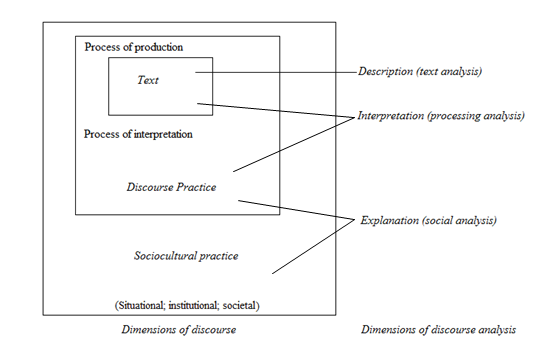 Process of production
Text
Description (text analysis)
Interpretation (processing analysis)
Process of interpretation
Discourse Practice
Explanation (social analysis)
Sociocultural practice
(Situational; institutional; societal)
Dimensions of discourse
Dimensions of discourse analysis